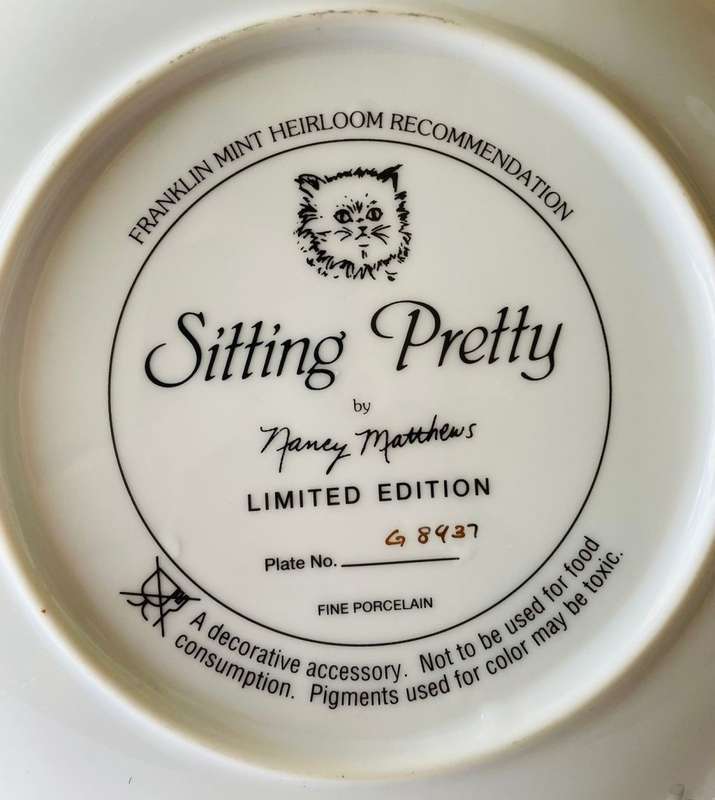 FRANKLIN MINT HEIRLOOM RECOMMENDATION
Sitting Pretty
by
Nancy Matthews
LIMITED EDITION
Plate No. G 8437
FINE PORCELAIN
A decorative accessory. Not to be used for food
consumption. Pigments used for color may be toxic.